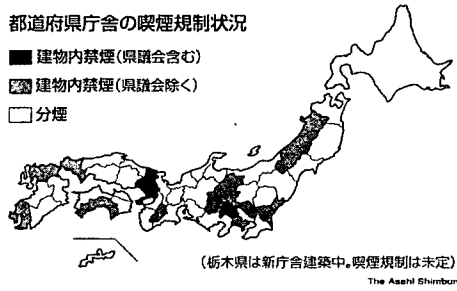 都道府県庁舎の喫煙規制状況
建物内禁煙(県議会含む)
建物内禁煙(県議会除く)
分煙
(栃木県は新庁舎建築中。喫煙規制は未定)
The Asahi Shimbun